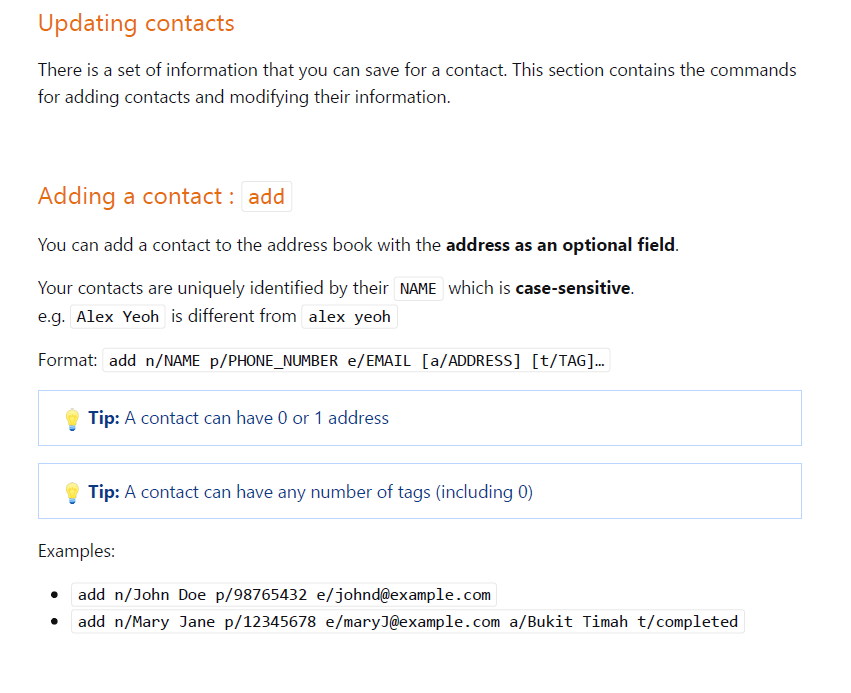 Updating contacts
There is a set of information that you can save for a contact. This section contains the commands
for adding contacts and modifying their information.
Adding a contact : add
You can add a contact to the address book with the address as an optional field.
Your contacts are uniquely identified by their NAME which is case-sensitive.
e.g. Alex Yeoh is different from alex yeoh
Format: add n/NAME p/PHONE_NUMBER e/EMAIL [a/ADDRESS] [t/TAG]…
Tip: A contact can have 0 or 1 address
Tip: A contact can have any number of tags (including 0)
Examples:
• add n/John Doe p/98765432 e/johnd@example.com
• add n/Mary Jane p/12345678 e/maryJ@example.com a/Bukit Timah t/completed